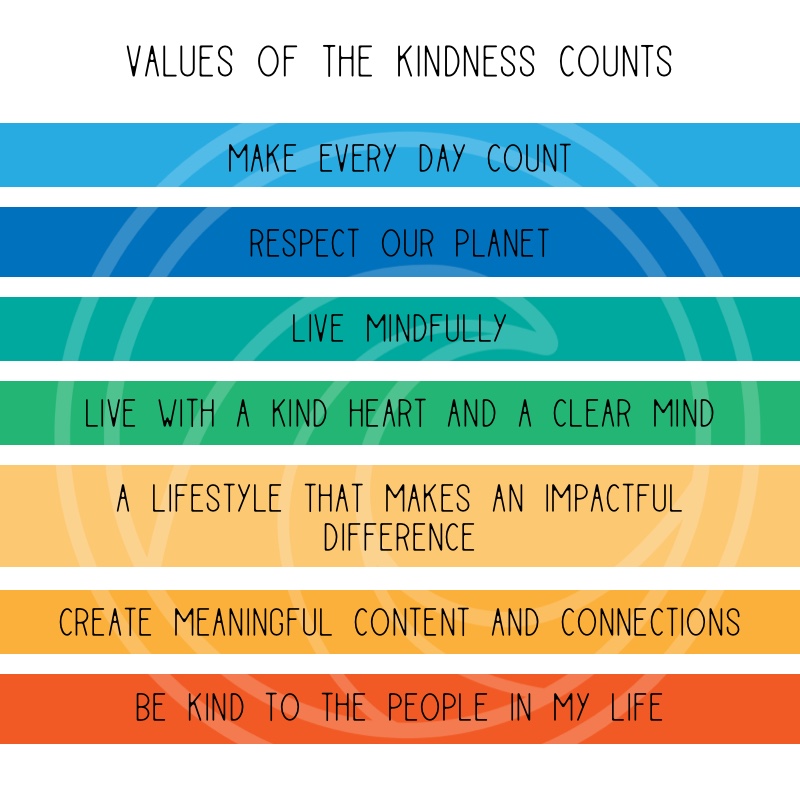 VALUES OF THE KINDNESS COUNTS
MAKE EVERY DAY COUNT
RESPECT OUR PLANET
LIVE MINDFULLY
LIVE WITH A KIND HEART AND A CLEAR MIND
A LIFESTYLE THAT MAKES AN IMPACTFUL
DIFFERENCE
CREATE MEANINGFUL CONTENT AND CONNECTIONS
BE KIND TO THE PEOPLE IN MY LIFE